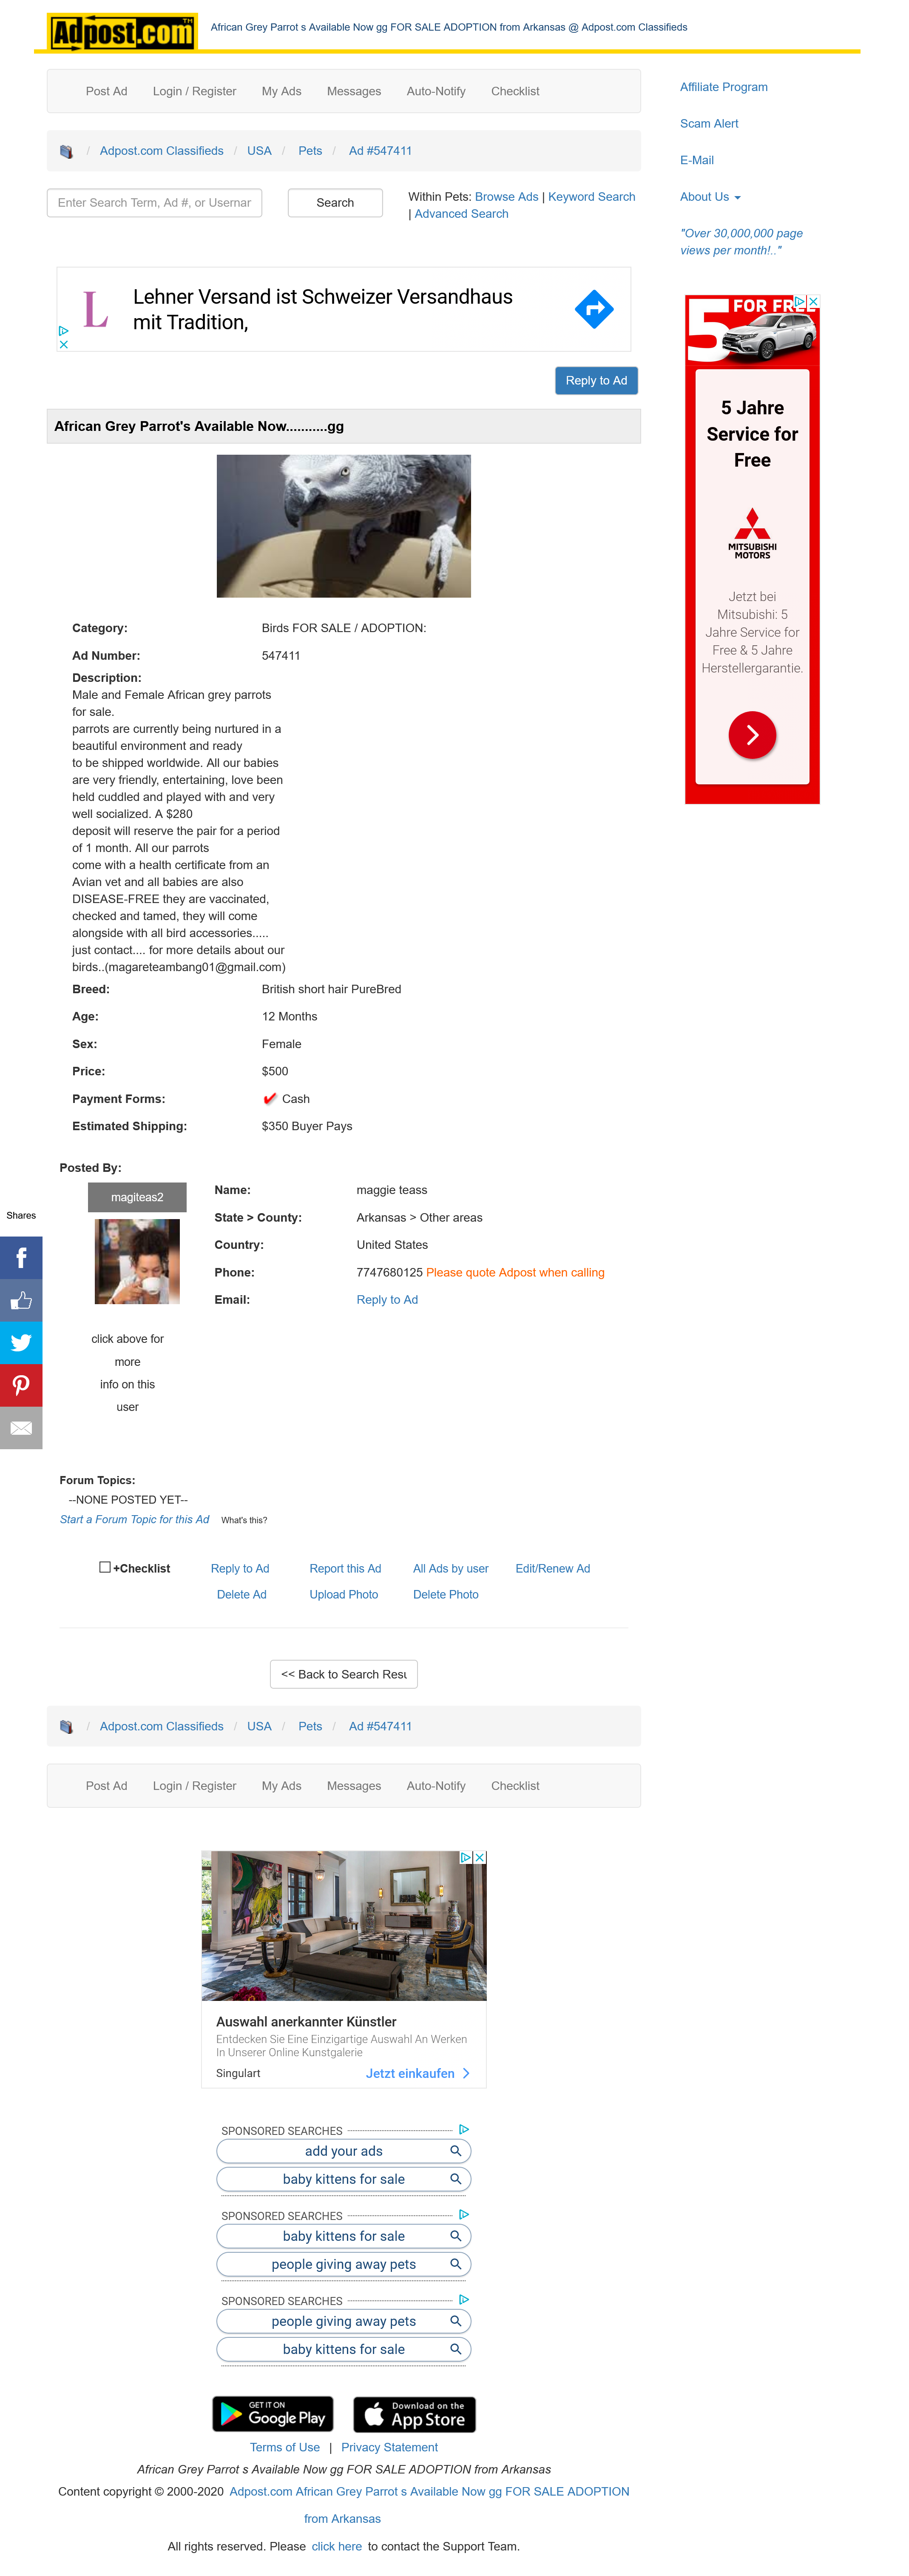 Adpost.com TM
African Grey Parrot s Available Now gg FOR SALE ADOPTION from Arkansas @ Adpost.com Classifieds
Post Ad Login / Register My Ads Messages Auto-Notify Checklist
/ Adpost.com Classifieds / USA / Pets / Ad #547411
Enter Search Term, Ad #, or Usernar
Search
Within Pets: Browse Ads | Keyword Search
| Advanced Search
Affiliate Program
Scam Alert
E-Mail
About Us
"Over 30,000,000 page
views per month!.."
L
Lehner Versand ist Schweizer Versandhaus
mit Tradition,
Reply to Ad
5 FOR FREE
5 Jahre
Service for
Free
MITSUBISHI
MOTORS
Jetzt bei
Mitsubishi: 5
Jahre Service for
Free & 5 Jahre
Herstellergarantie.
African Grey Parrot's Available Now...........gg
Category: Birds FOR SALE / ADOPTION:
Ad Number: 547411
Description:
Male and Female African grey parrots
for sale.
parrots are currently being nurtured in a
beautiful environment and ready
to be shipped worldwide. All our babies
are very friendly, entertaining, love been
held cuddled and played with and very
well socialized. A $280
deposit will reserve the pair for a period
of 1 month. All our parrots
come with a health certificate from an
Avian vet and all babies are also
DISEASE-FREE they are vaccinated,
checked and tamed, they will come
alongside with all bird accessories.....
just contact.... for more details about our
birds..(magareteambang01@gmail.com)
Breed: British short hair PureBred
Age: 12 Months
Sex: Female
Price: $500
Payment Forms: Cash
Estimated Shipping: $350 Buyer Pays
Posted By:
magiteas2
Name: maggie teass
State > County: Arkansas > Other areas
Country: United States
Phone: 7747680125 Please quote Adpost when calling
Email: Reply to Ad
click above for
more
info on this
user
Shares
Forum Topics:
--NONE POSTED YET--
Start a Forum Topic for this Ad What's this?
+Checklist Reply to Ad Report this Ad All Ads by user Edit/Renew Ad
Delete Ad Upload Photo Delete Photo
<< Back to Search Resu
/ Adpost.com Classifieds / USA / Pets / Ad #547411
Post Ad Login / Register My Ads Messages Auto-Notify Checklist
Auswahl anerkannter Künstler
Entdecken Sie Eine Einzigartige Auswahl An Werken
In Unserer Online Kunstgalerie
Singulart Jetzt einkaufen
SPONSORED SEARCHES
add your ads
baby kittens for sale
SPONSORED SEARCHES
baby kittens for sale
people giving away pets
SPONSORED SEARCHES
people giving away pets
baby kittens for sale
GET IT ON
Google Play
Download on the
App Store
Terms of Use | Privacy Statement
African Grey Parrot s Available Now gg FOR SALE ADOPTION from Arkansas
Content copyright © 2000-2020 Adpost.com African Grey Parrot s Available Now gg FOR SALE ADOPTION
from Arkansas
All rights reserved. Please click here to contact the Support Team.